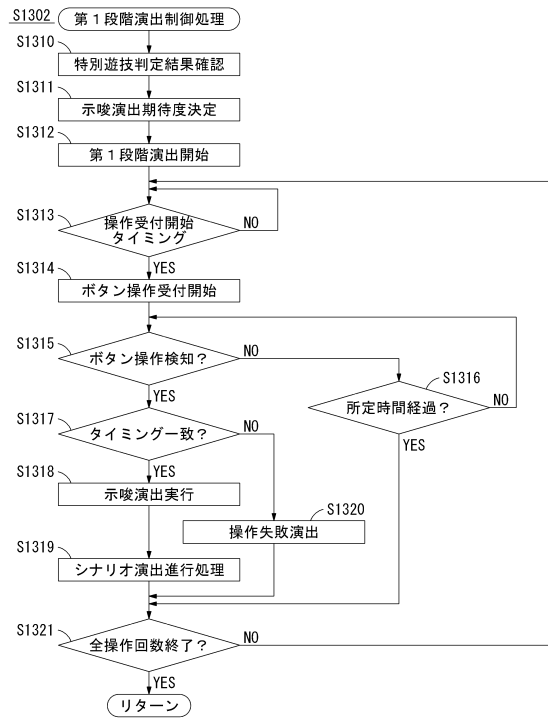 S1302
第１段階演出制御処理
S1310
特別遊技判定結果確認
S1311
示唆演出期待度決定
S1312
第１段階演出開始
S1313
操作受付開始
タイミング
NO
YES
S1314
ボタン操作受付開始
S1315
ボタン操作検知？
NO
YES
S1316
所定時間経過？
NO
YES
S1317
タイミング一致？
NO
YES
S1318
示唆演出実行
S1320
操作失敗演出
S1319
シナリオ演出進行処理
S1321
全操作回数終了？
NO
YES
リターン